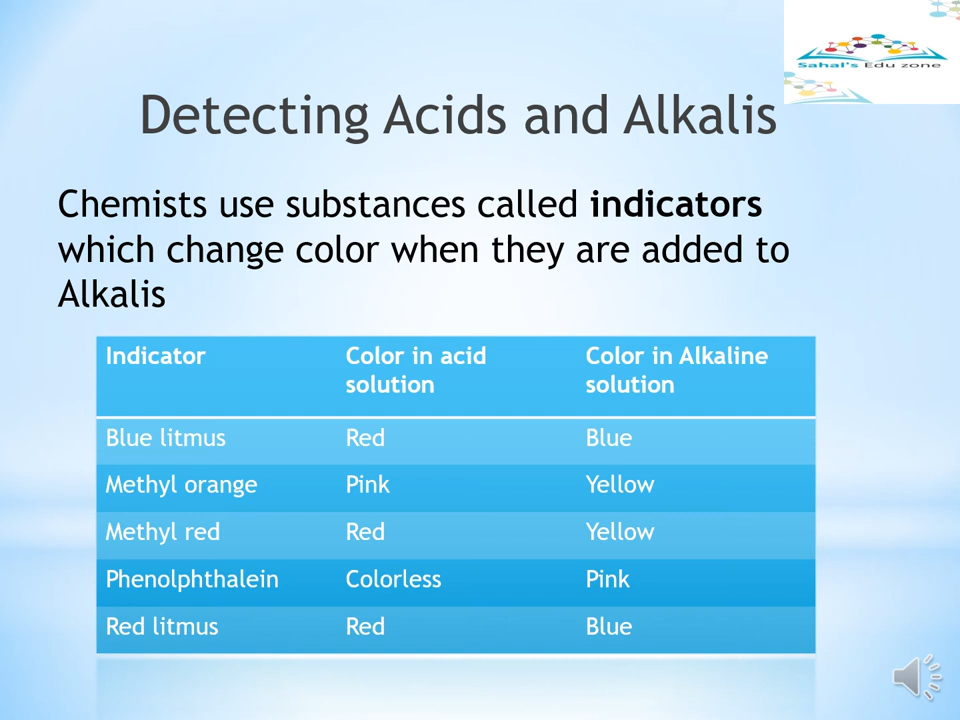 Sahal's Edu zone
Detecting Acids and Alkalis
Chemists use substances called indicators
which change color when they are added to
Alkalis
Indicator Color in acid solution Color in Alkaline solution
Blue litmus Red Blue
Methyl orange Pink Yellow
Methyl red Red Yellow
Phenolphthalein Colorless Pink
Red litmus Red Blue